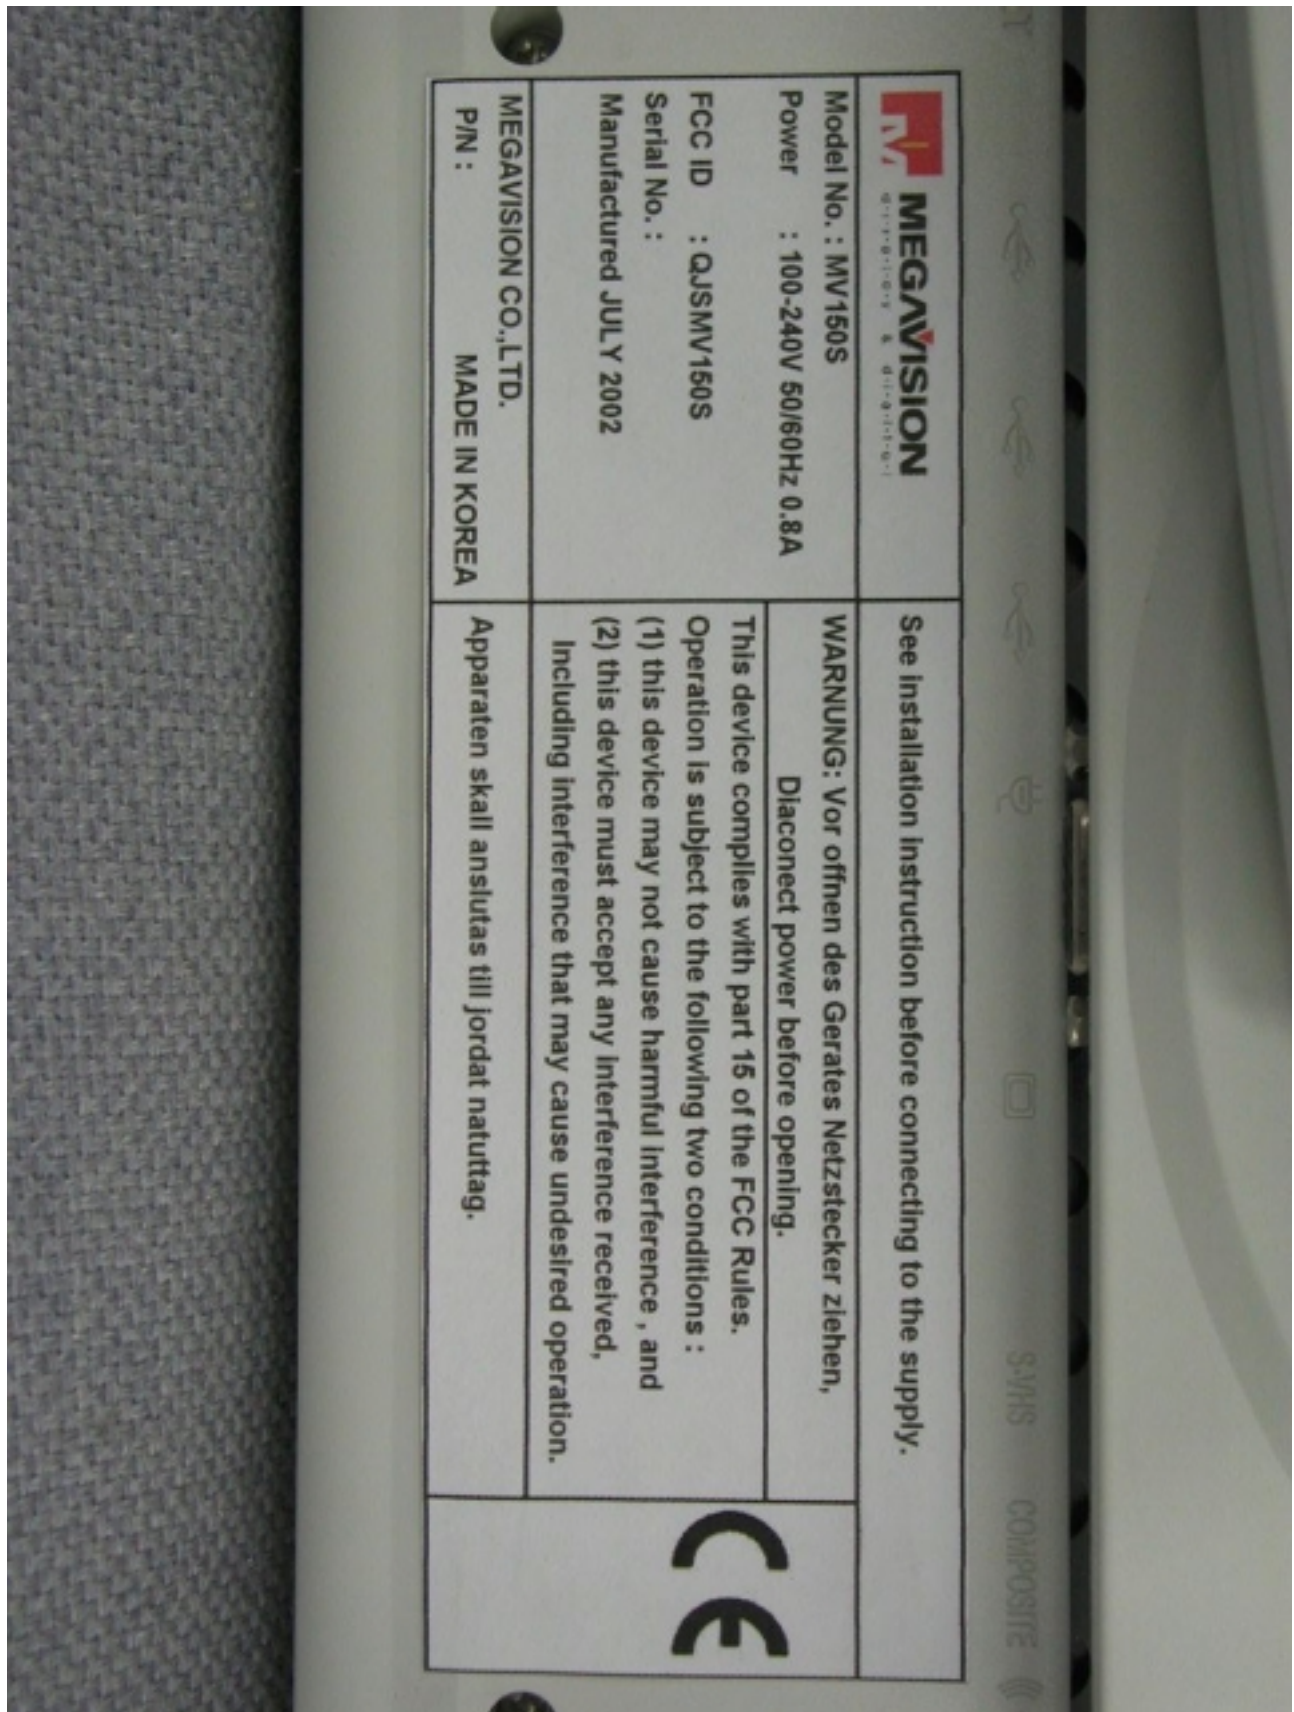 MEGAVISION
& d·i·g·i·t·a·l
See installation instruction before connecting to the supply.
Model No. : MV150S
Power : 100-240V 50/60Hz 0.8A
FCC ID : QJSMV150S
Serial No. :
Manufactured JULY 2002
WARNUNG: Vor offnen des Gerates Netzstecker ziehen,
Diaconect power before opening.
This device complies with part 15 of the FCC Rules.
Operation is subject to the following two conditions :
(1) this device may not cause harmful interference , and
(2) this device must accept any interference received,
Including interference that may cause undesired operation.
CE
MEGAVISION CO.,LTD.
P/N : MADE IN KOREA
Apparaten skall anslutas till jordat natuttag.
S-VHS COMPOSITE